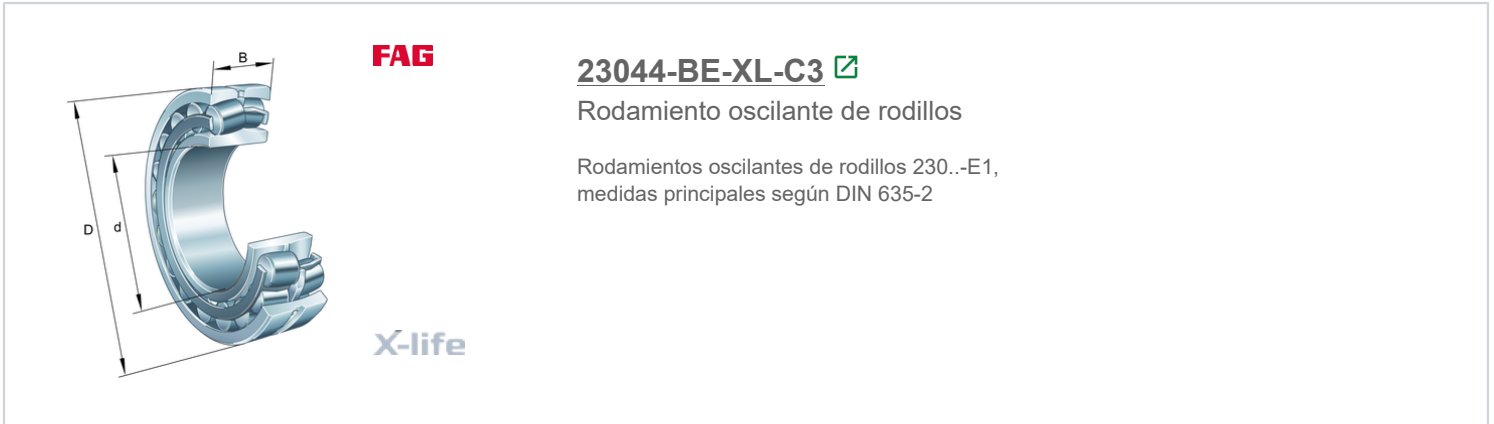 FAG
B
D
d
X-life
23044-BE-XL-C3
Rodamiento oscilante de rodillos
Rodamientos oscilantes de rodillos 230..-E1,
medidas principales según DIN 635-2